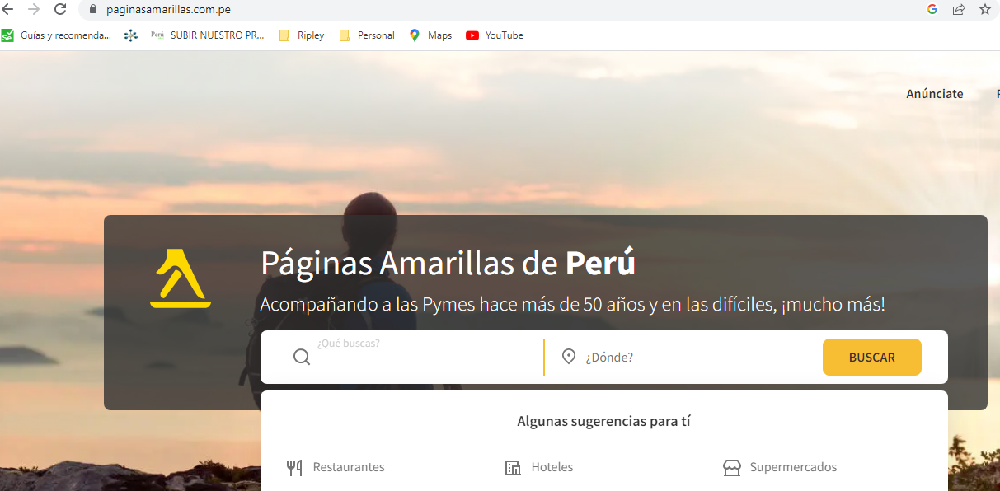 paginasamarillas.com.pe
Guías y recomenda... SUBIR NUESTRO PR... Ripley Personal Maps YouTube
Anúnciate
Páginas Amarillas de Perú
Acompañando a las Pymes hace más de 50 años y en las difíciles, ¡mucho más!
¿Qué buscas?
¿Dónde?
BUSCAR
Algunas sugerencias para tí
Restaurantes Hoteles Supermercados